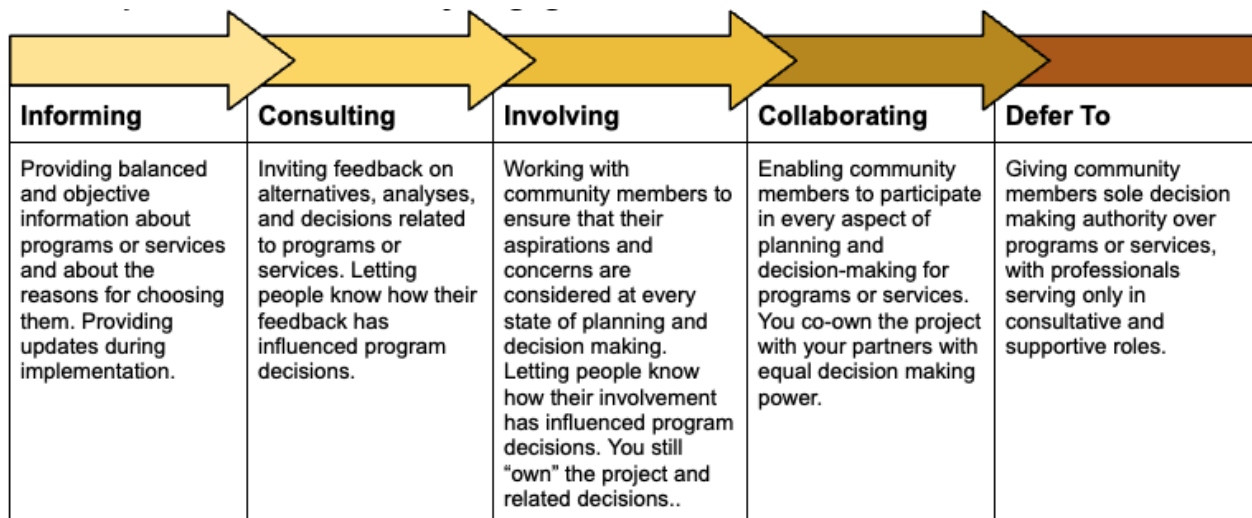 Informing
Providing balanced
and objective
information about
programs or services
and about the
reasons for choosing
them. Providing
updates during
implementation.
Consulting
Inviting feedback on
alternatives, analyses,
and decisions related
to programs or
services. Letting
people know how their
feedback has
influenced program
decisions.
Involving
Working with
community members to
ensure that their
aspirations and
concerns are
considered at every
state of planning and
decision making.
Letting people know
how their involvement
has influenced program
decisions. You still
“own” the project and
related decisions..
Collaborating
Enabling community
members to participate
in every aspect of
planning and
decision-making for
programs or services.
You co-own the project
with your partners with
equal decision making
power.
Defer To
Giving community
members sole decision
making authority over
programs or services,
with professionals
serving only in
consultative and
supportive roles.